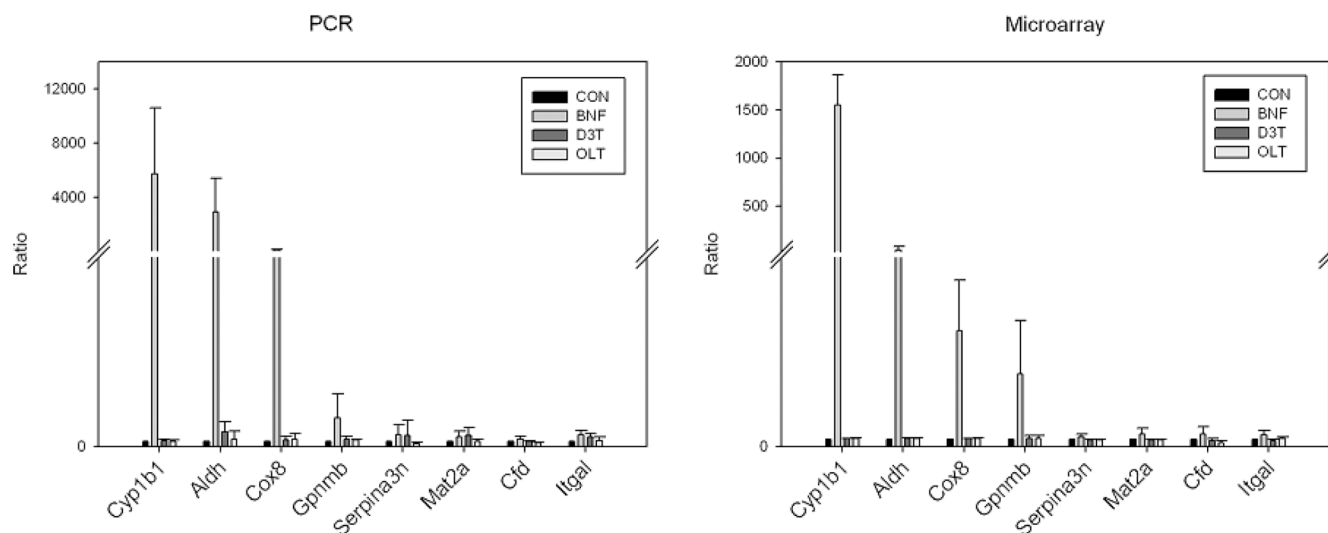 PCR
12000
8000
4000
0
Ratio
CON
BNF
D3T
OLT
Cyp1b1
Aldh
Cox8
Gpnmb
Serpina3n
Mat2a
Cfd
Itgal
Microarray
2000
1500
1000
500
0
Ratio
CON
BNF
D3T
OLT
Cyp1b1
Aldh
Cox8
Gpnmb
Serpina3n
Mat2a
Cfd
Itgal